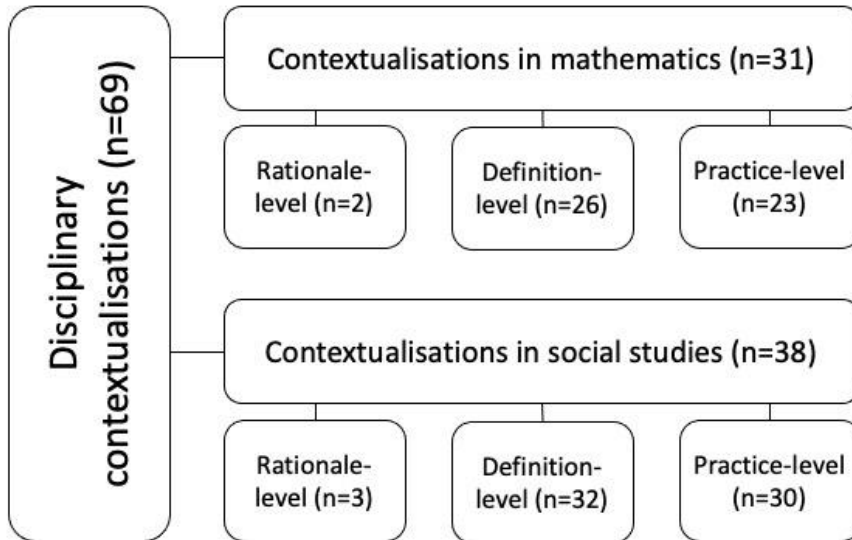 Disciplinary
contextualisations (n=69)
Contextualisations in mathematics (n=31)
Rationale-
level (n=2)
Definition-
level (n=26)
Practice-level
(n=23)
Contextualisations in social studies (n=38)
Rationale-
level (n=3)
Definition-
level (n=32)
Practice-level
(n=30)